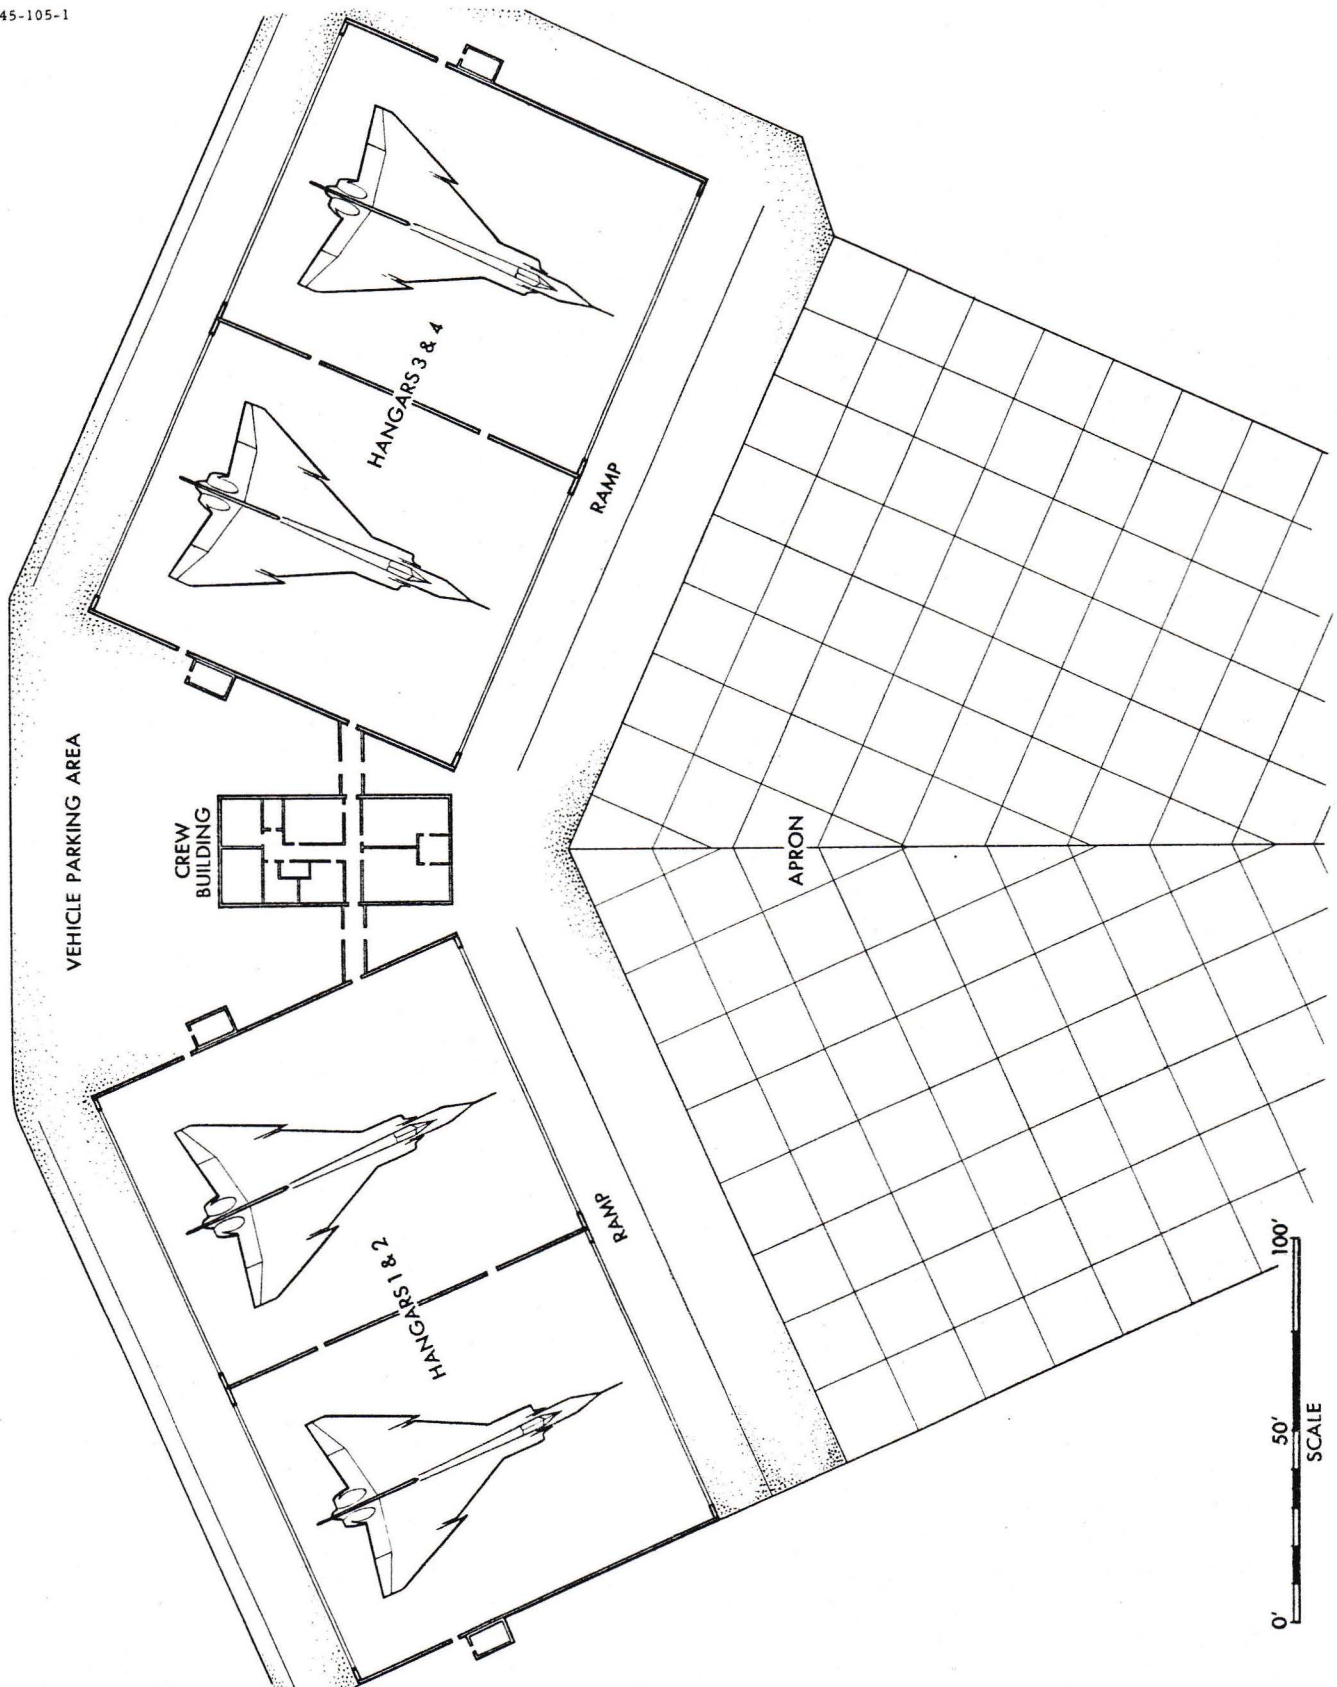 45-105-1
VEHICLE PARKING AREA
CREW
BUILDING
HANGARS 3 & 4
RAMP
HANGARS 1 & 2
RAMP
APRON
0' 50' 100'
SCALE